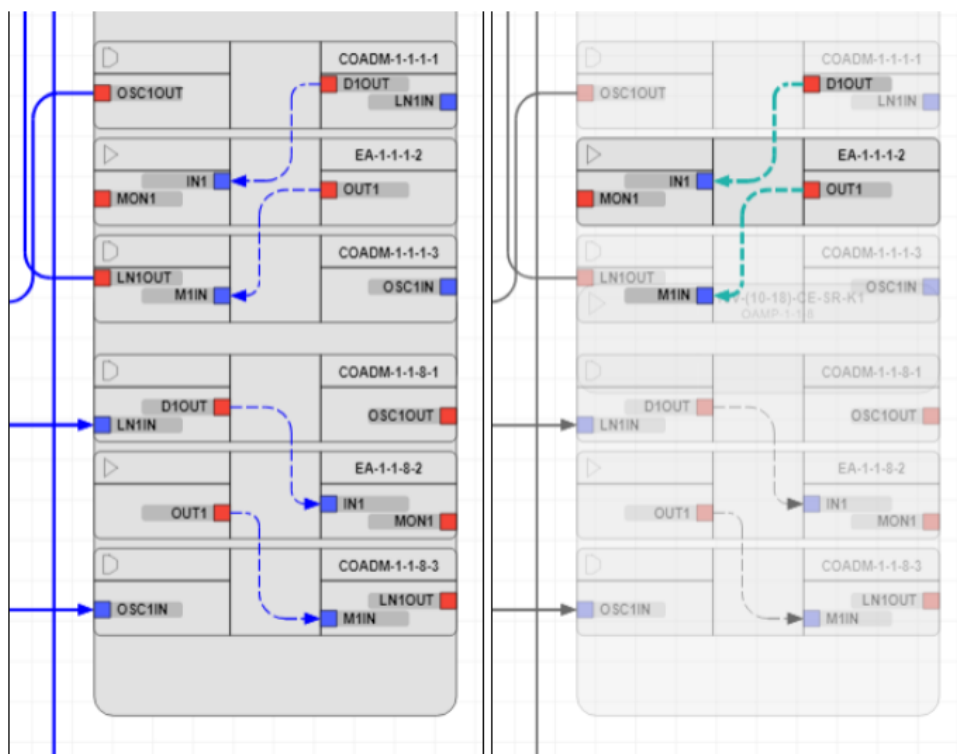 COADM-1-1-1-1
D1OUT
OSC1OUT
LN1IN
EA-1-1-1-2
IN1
OUT1
MON1
COADM-1-1-1-3
LN1OUT
OSC1IN
M1IN
COADM-1-1-8-1
D1OUT
OSC1OUT
LN1IN
EA-1-1-8-2
IN1
OUT1
MON1
COADM-1-1-8-3
LN1OUT
OSC1IN
M1IN
COADM-1-1-1-1
D1OUT
OSC1OUT
LN1IN
EA-1-1-1-2
IN1
OUT1
MON1
COADM-1-1-1-3
LN1OUT
OSC1IN
M1IN
-(10-18)-CE-SR-K1
COADM-1-1-8-1
D1OUT
OSC1OUT
LN1IN
EA-1-1-8-2
IN1
OUT1
MON1
COADM-1-1-8-3
LN1OUT
OSC1IN
M1IN